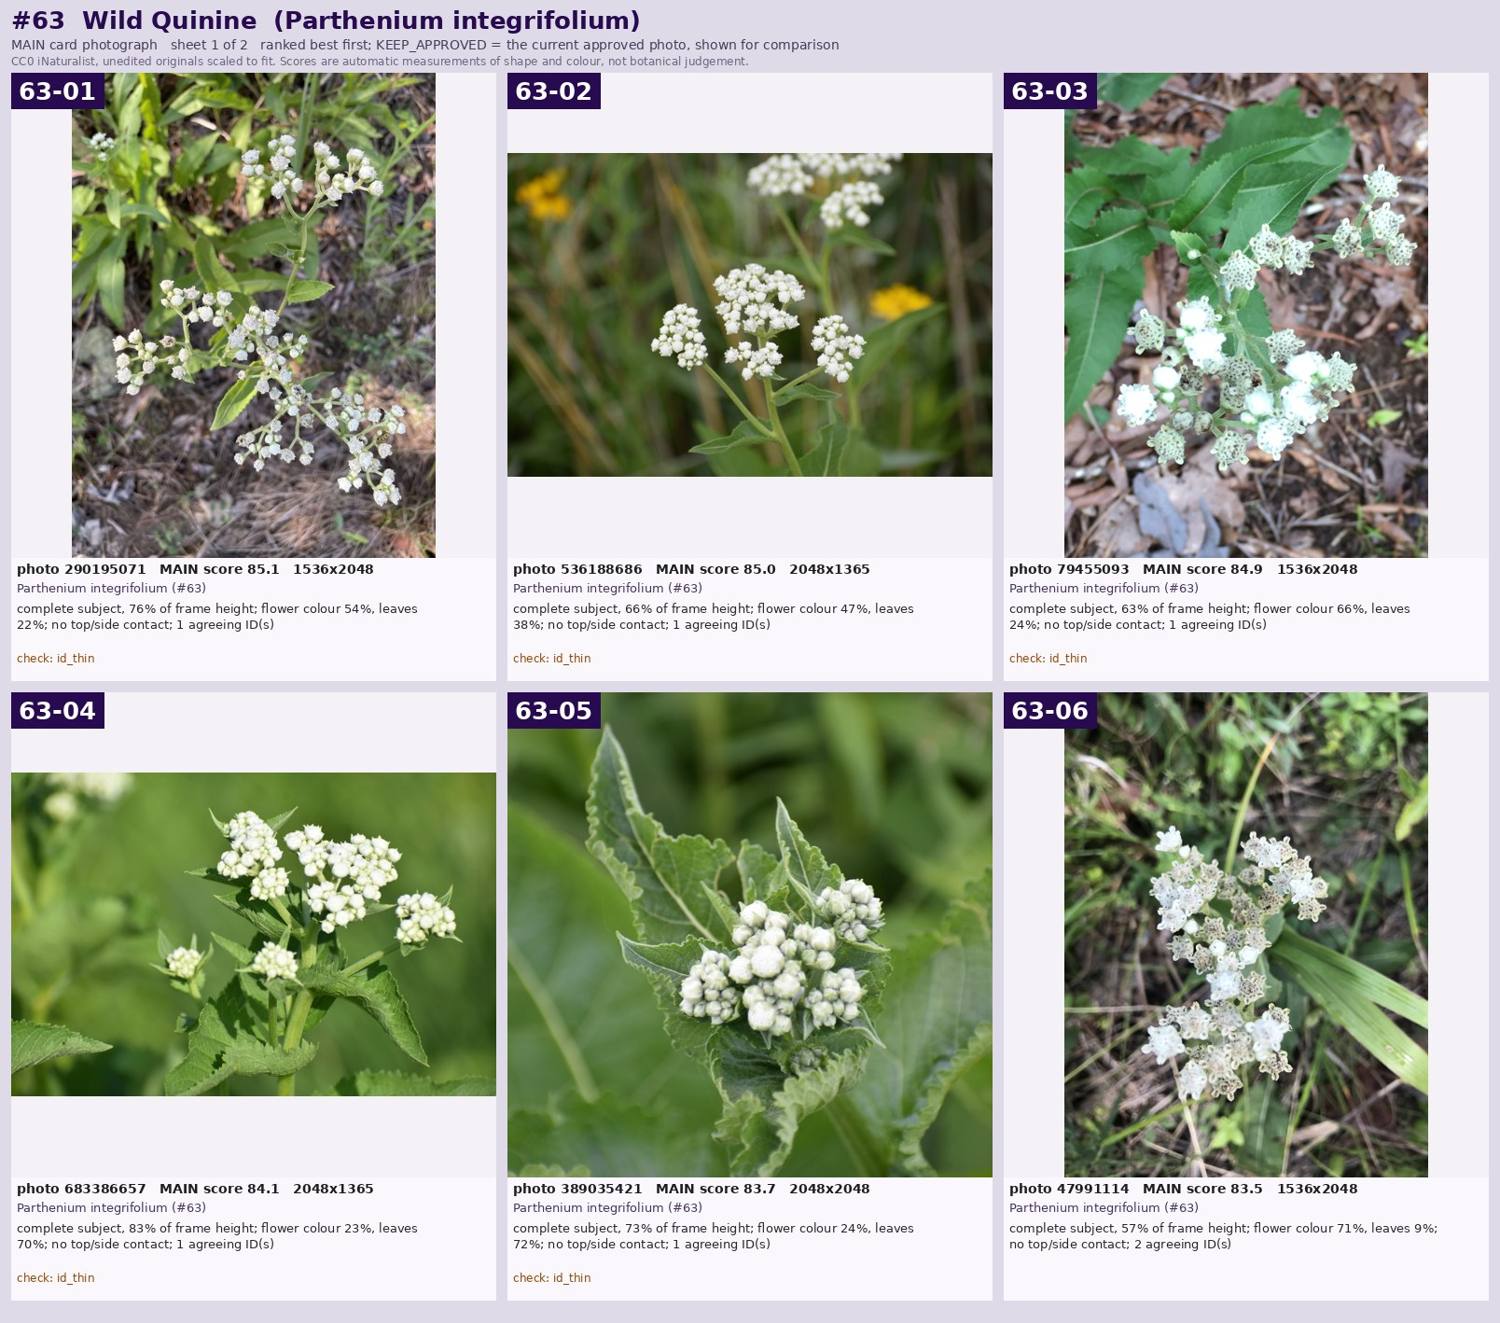 #63 Wild Quinine (Parthenium integrifolium)
MAIN card photograph sheet 1 of 2 ranked best first; KEEP_APPROVED = the current approved photo, shown for comparison
CC0 iNaturalist, unedited originals scaled to fit. Scores are automatic measurements of shape and colour, not botanical judgement.
63-01
63-02
63-03
photo 290195071 MAIN score 85.1 1536x2048
Parthenium integrifolium (#63)
complete subject, 76% of frame height; flower colour 54%, leaves
22%; no top/side contact; 1 agreeing ID(s)
check: id_thin
photo 536188686 MAIN score 85.0 2048x1365
Parthenium integrifolium (#63)
complete subject, 66% of frame height; flower colour 47%, leaves
38%; no top/side contact; 1 agreeing ID(s)
check: id_thin
photo 79455093 MAIN score 84.9 1536x2048
Parthenium integrifolium (#63)
complete subject, 63% of frame height; flower colour 66%, leaves
24%; no top/side contact; 1 agreeing ID(s)
check: id_thin
63-04
63-05
63-06
photo 683386657 MAIN score 84.1 2048x1365
Parthenium integrifolium (#63)
complete subject, 83% of frame height; flower colour 23%, leaves
70%; no top/side contact; 1 agreeing ID(s)
check: id_thin
photo 389035421 MAIN score 83.7 2048x2048
Parthenium integrifolium (#63)
complete subject, 73% of frame height; flower colour 24%, leaves
72%; no top/side contact; 1 agreeing ID(s)
check: id_thin
photo 47991114 MAIN score 83.5 1536x2048
Parthenium integrifolium (#63)
complete subject, 57% of frame height; flower colour 71%, leaves 9%;
no top/side contact; 2 agreeing ID(s)